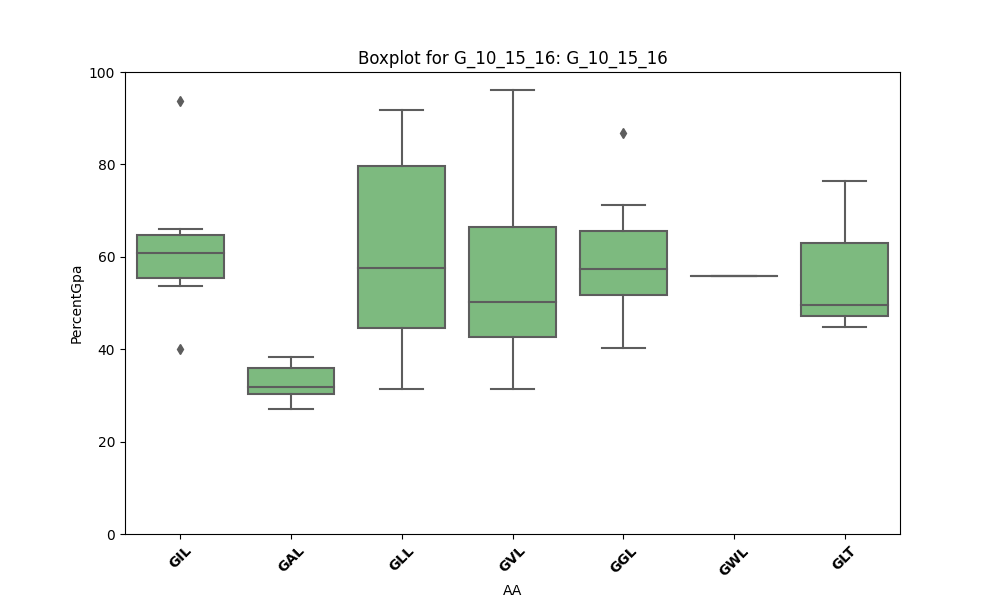 Boxplot for G_10_15_16: G_10_15_16
100
80
60
40
20
0
PercentGpa
GIL
GAL
GLL
GVL
GGL
GWL
GLT
AA